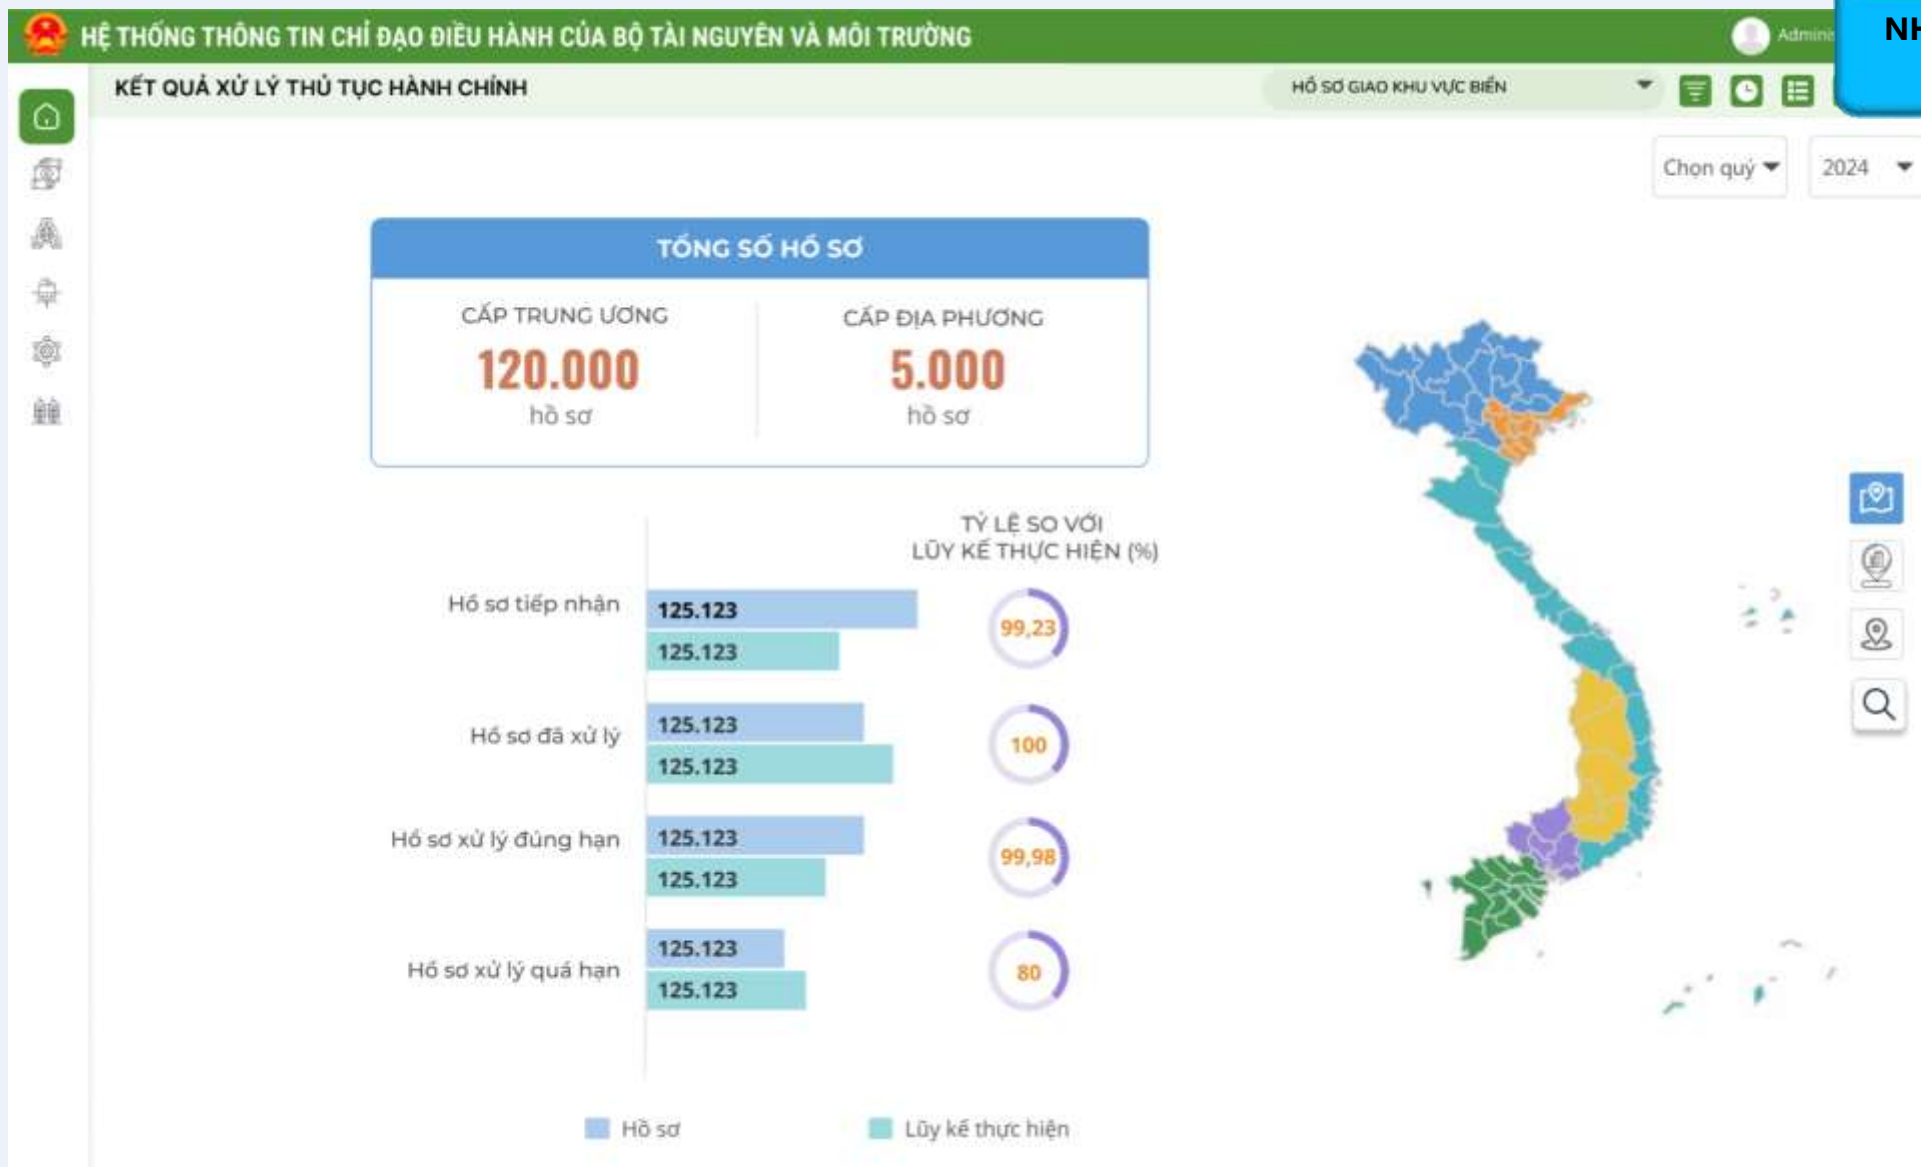 HỆ THỐNG THÔNG TIN CHỈ ĐẠO ĐIỀU HÀNH CỦA BỘ TÀI NGUYÊN VÀ MÔI TRƯỜNG
KẾT QUẢ XỬ LÝ THỦ TỤC HÀNH CHÍNH
HỒ SƠ GIAO KHU VỰC BIỂN
Chọn quý
2024
TỔNG SỐ HỒ SƠ
CẤP TRUNG ƯƠNG
120.000
hồ sơ
CẤP ĐỊA PHƯƠNG
5.000
hồ sơ
TỶ LỆ SO VỚI
LŨY KẾ THỰC HIỆN (%)
Hồ sơ tiếp nhận
125.123
125.123
99,23
Hồ sơ đã xử lý
125.123
125.123
100
Hồ sơ xử lý đúng hạn
125.123
125.123
99,98
Hồ sơ xử lý quá hạn
125.123
125.123
80
Hồ sơ
Lũy kế thực hiện